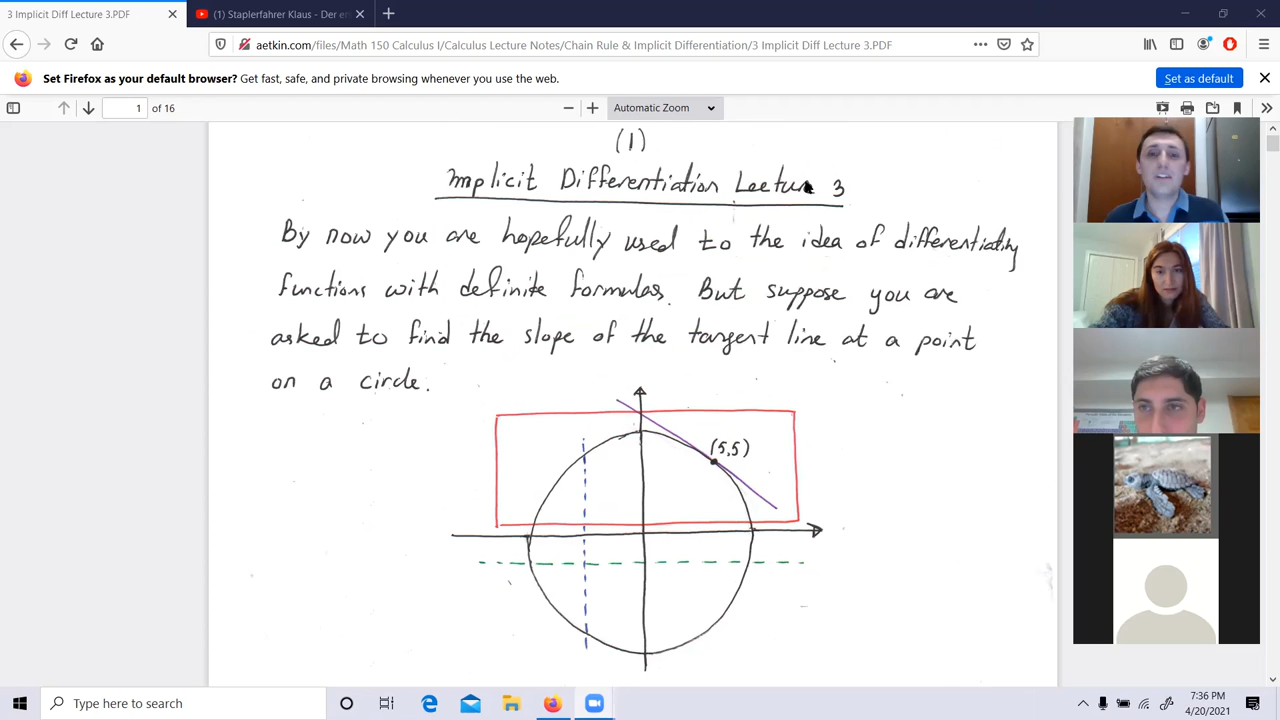 3 Implicit Diff Lecture 3.PDF
(1) Staplerfahrer Klaus - Der er
aetkin.com/files/Math 150 Calculus I/Calculus Lecture Notes/Chain Rule & Implicit Differentiation/3 Implicit Diff Lecture 3.PDF
Set Firefox as your default browser? Get fast, safe, and private browsing whenever you use the web.
Set as default
1 of 16
Automatic Zoom
(1)
Implicit Differentiation Lecture 3
By now you are hopefully used to the idea of differentiating
functions with definite formulas. But suppose you are
asked to find the slope of the tangent line at a point
on a circle.
(5,5)
Type here to search
7:36 PM
4/20/2021